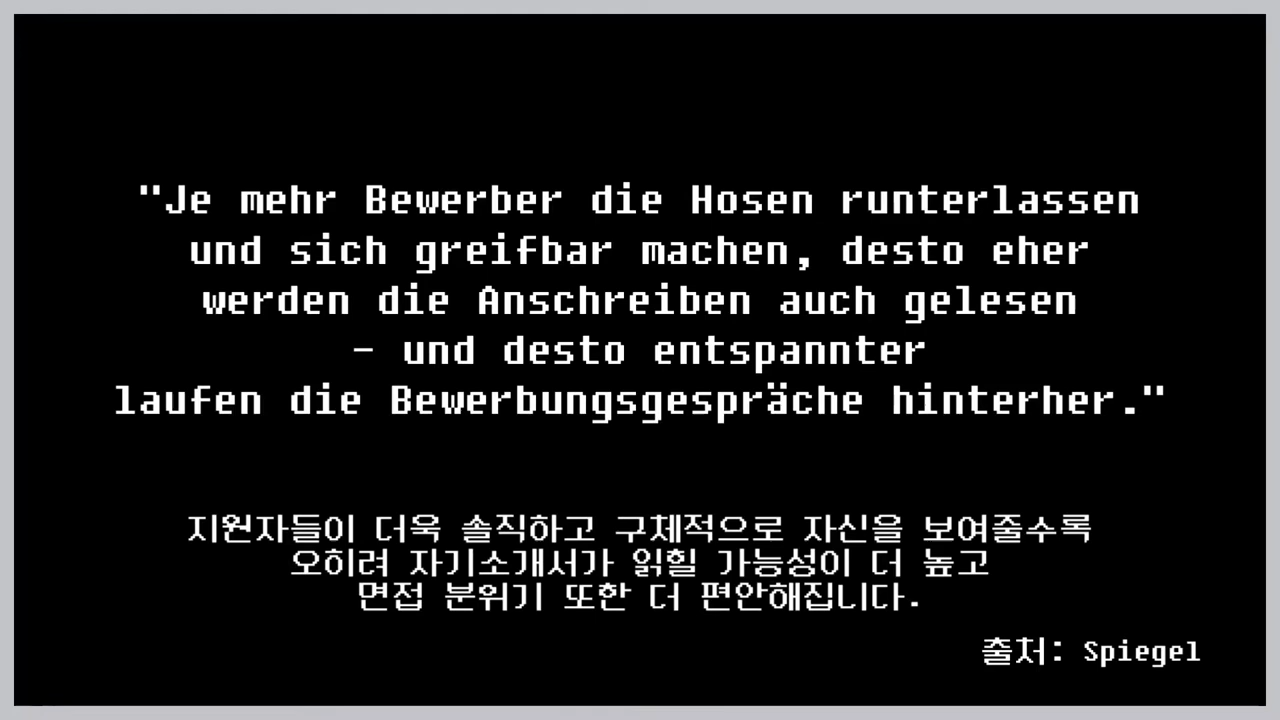 "Je mehr Bewerber die Hosen runterlassen
und sich greifbar machen, desto eher
werden die Anschreiben auch gelesen
- und desto entspannter
laufen die Bewerbungsgespräche hinterher."
지원자들이 더욱 솔직하고 구체적으로 자신을 보여줄수록
오히려 자기소개서가 읽힐 가능성이 더 높고
면접 분위기 또한 더 편안해집니다.
출처: Spiegel